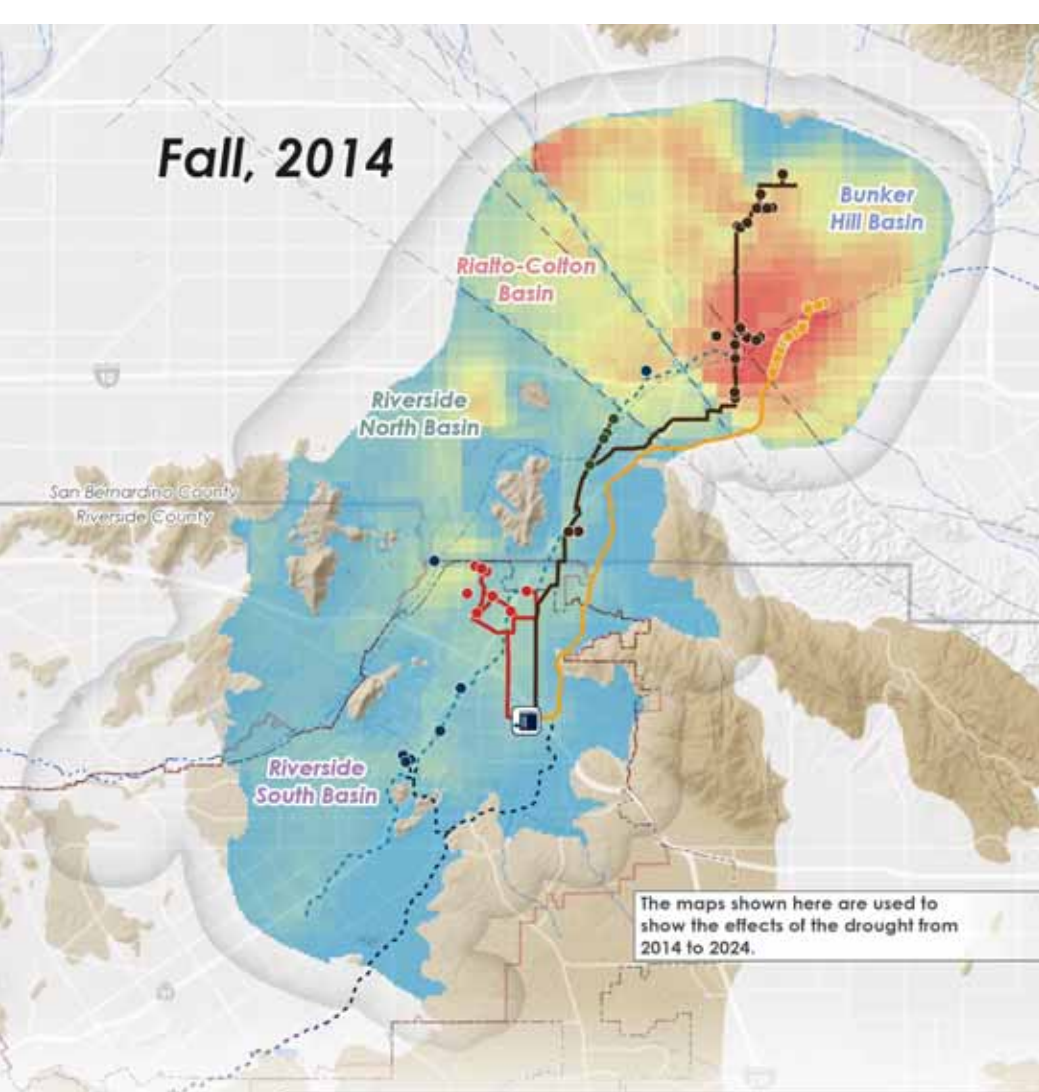 Fall, 2014
Bunker
Hill Basin
Rialto-Colton
Basin
Riverside
North Basin
San Bernardino County
Riverside County
Riverside
South Basin
The maps shown here are used to
show the effects of the drought from
2014 to 2024.